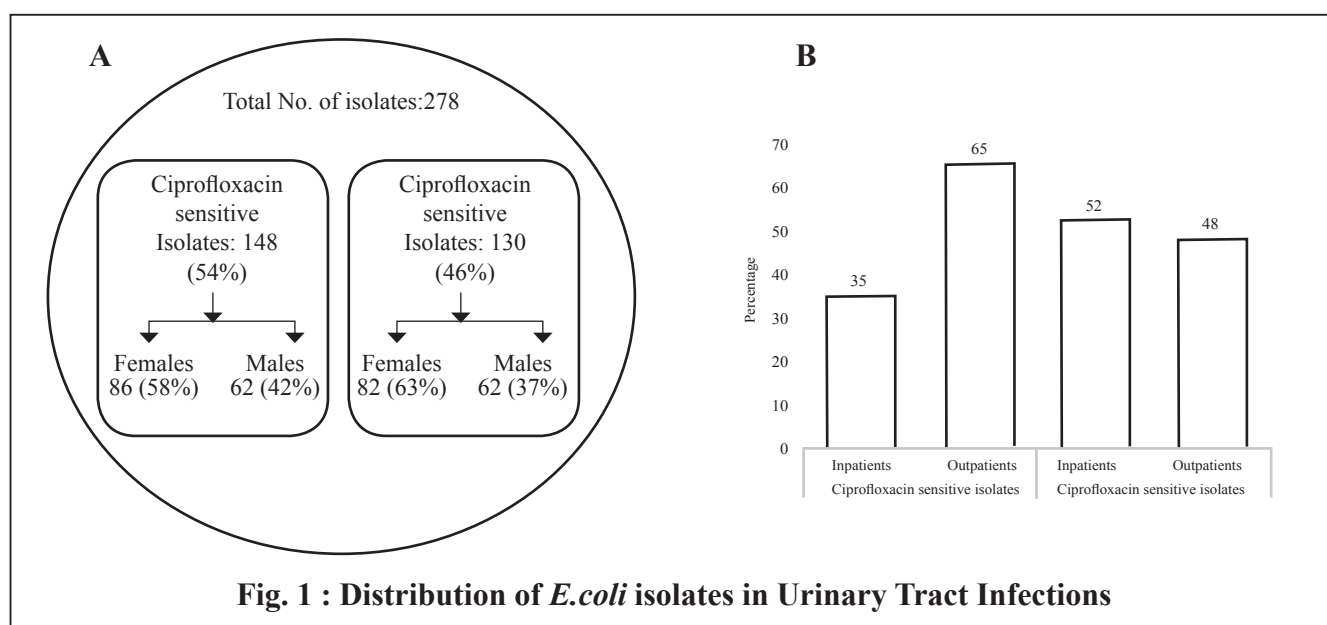 A
Total No. of isolates:278
Ciprofloxacin
sensitive
Isolates: 148
(54%)
Females
86 (58%)
Males
62 (42%)
Ciprofloxacin
sensitive
Isolates: 130
(46%)
Females
82 (63%)
Males
62 (37%)
B
Percentage
70
60
50
40
30
20
10
0
35
65
52
48
Inpatients
Outpatients
Inpatients
Outpatients
Ciprofloxacin sensitive isolates
Ciprofloxacin sensitive isolates
Fig. 1 : Distribution of E.coli isolates in Urinary Tract Infections